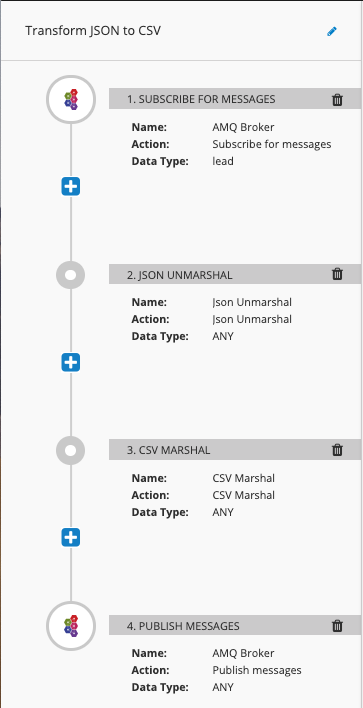 Transform JSON to CSV
1. SUBSCRIBE FOR MESSAGES
Name: AMQ Broker
Action: Subscribe for messages
Data Type: lead
2. JSON UNMARSHAL
Name: Json Unmarshal
Action: Json Unmarshal
Data Type: ANY
3. CSV MARSHAL
Name: CSV Marshal
Action: CSV Marshal
Data Type: ANY
4. PUBLISH MESSAGES
Name: AMQ Broker
Action: Publish messages
Data Type: ANY